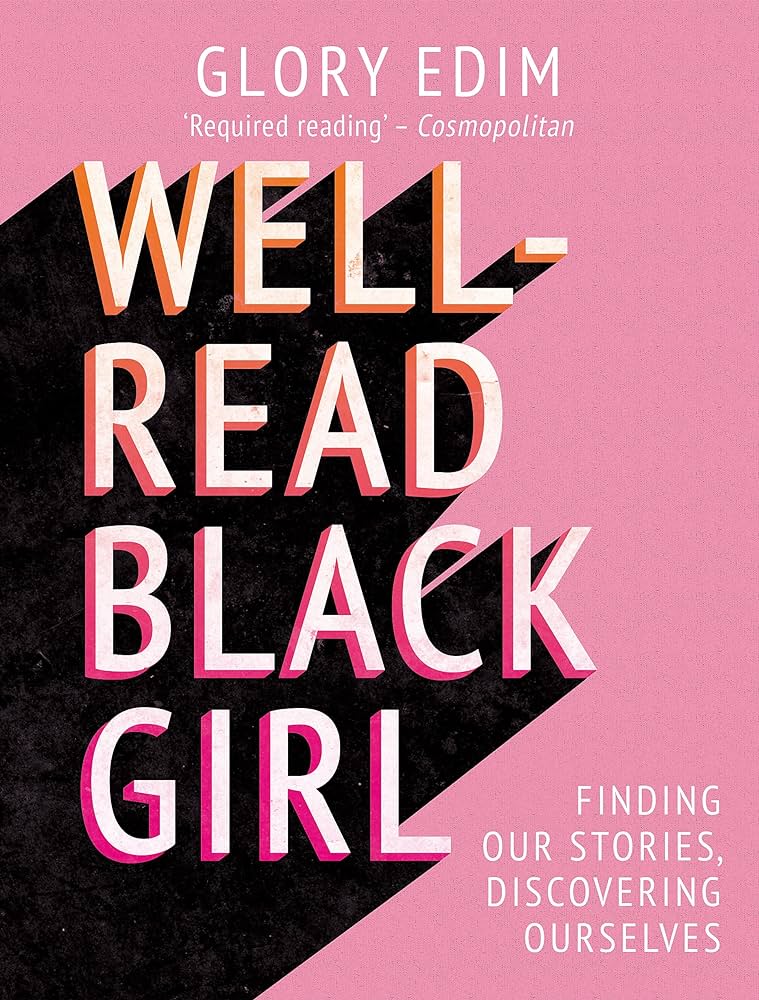 GLORY EDIM
‘Required reading’ – Cosmopolitan
WELL-
READ
BLACK
GIRL
FINDING
OUR STORIES,
DISCOVERING
OURSELVES